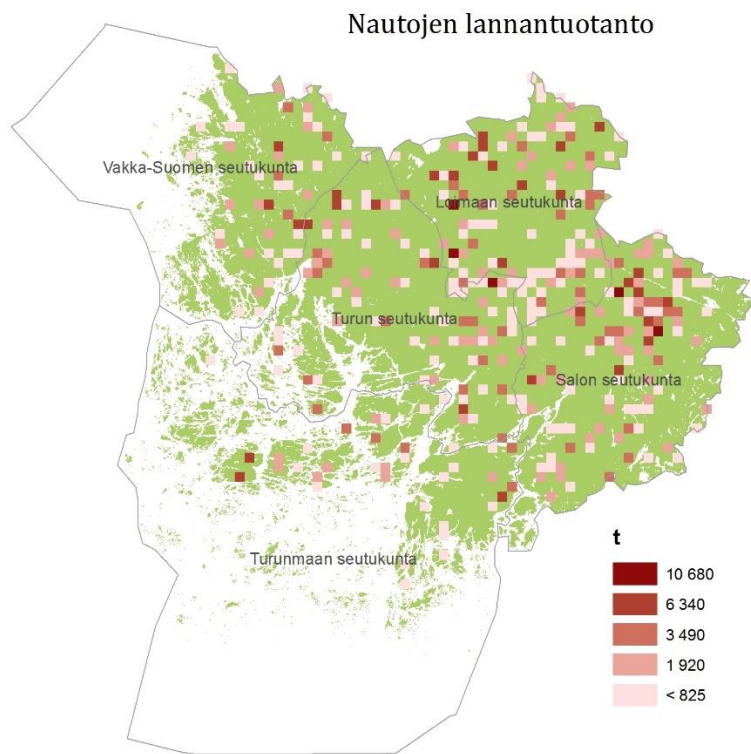 Nautojen lannantuotanto
Vakka-Suomen seutukunta
Loimaan seutukunta
Turun seutukunta
Salon seutukunta
Turunmaan seutukunta
t
10 680
6 340
3 490
1 920
< 825